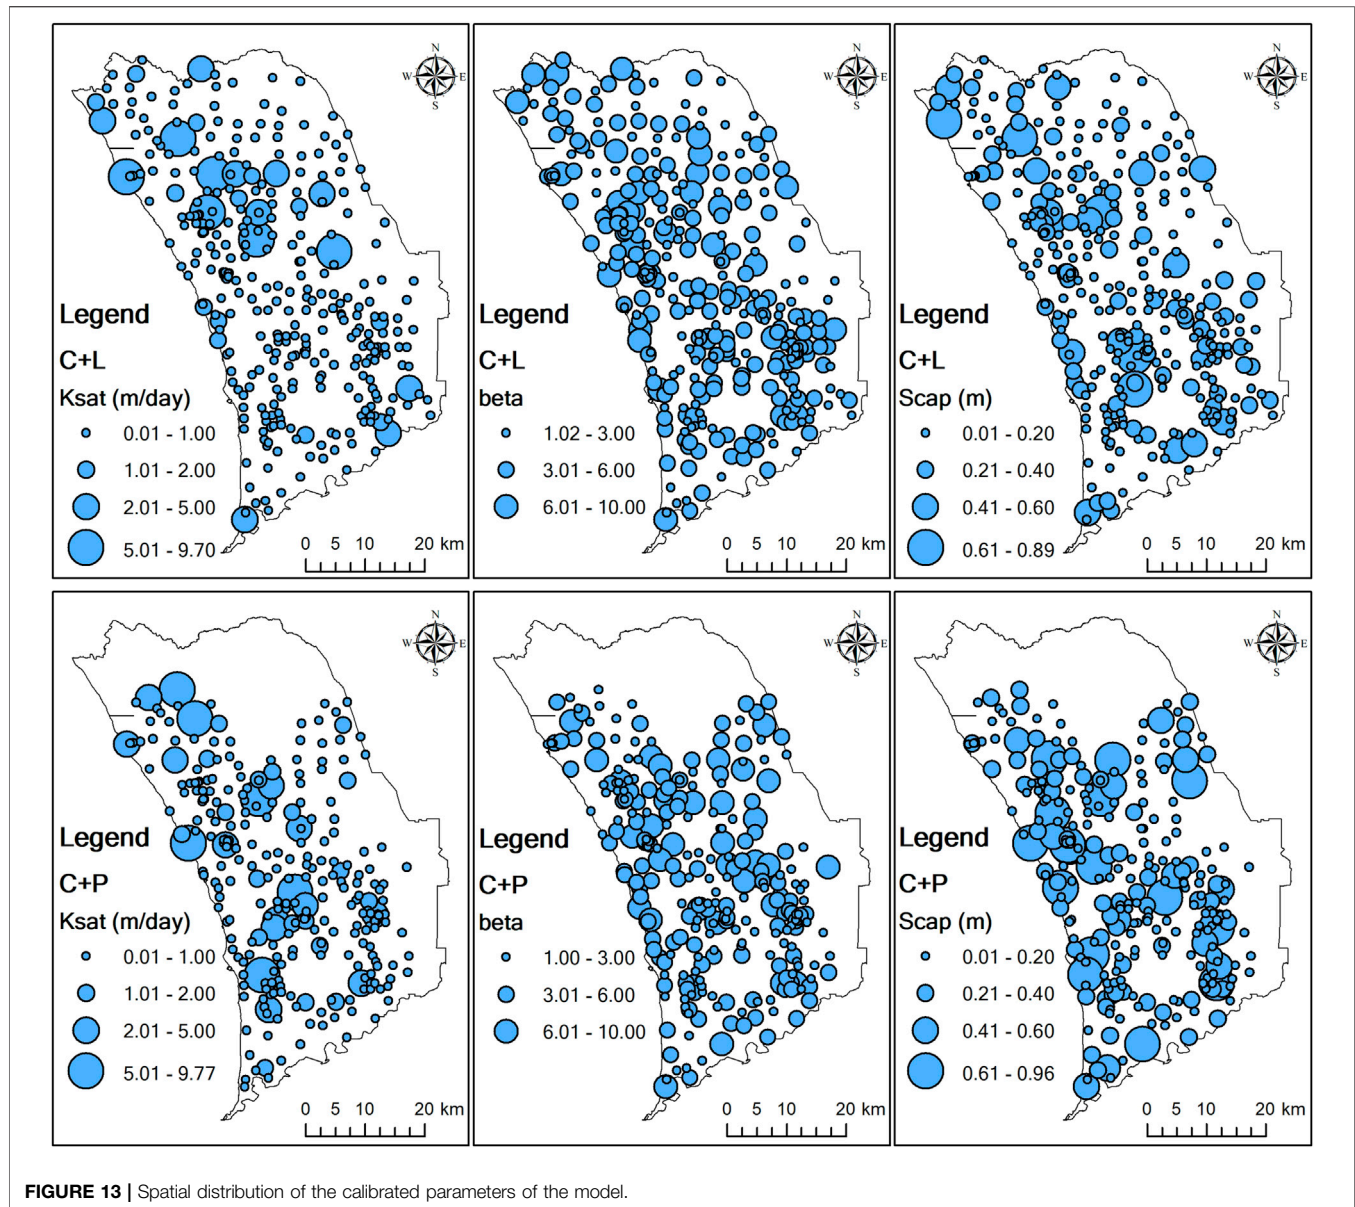 N
W E
S
Legend
C+L
Ksat (m/day)
0.01 - 1.00
1.01 - 2.00
2.01 - 5.00
5.01 - 9.70
0 5 10 20 km
N
W E
S
Legend
C+L
beta
1.02 - 3.00
3.01 - 6.00
6.01 - 10.00
0 5 10 20 km
N
W E
S
Legend
C+L
Scap (m)
0.01 - 0.20
0.21 - 0.40
0.41 - 0.60
0.61 - 0.89
0 5 10 20 km
N
W E
S
Legend
C+P
Ksat (m/day)
0.01 - 1.00
1.01 - 2.00
2.01 - 5.00
5.01 - 9.77
0 5 10 20 km
N
W E
S
Legend
C+P
beta
1.00 - 3.00
3.01 - 6.00
6.01 - 10.00
0 5 10 20 km
N
W E
S
Legend
C+P
Scap (m)
0.01 - 0.20
0.21 - 0.40
0.41 - 0.60
0.61 - 0.96
0 5 10 20 km
FIGURE 13 | Spatial distribution of the calibrated parameters of the model.